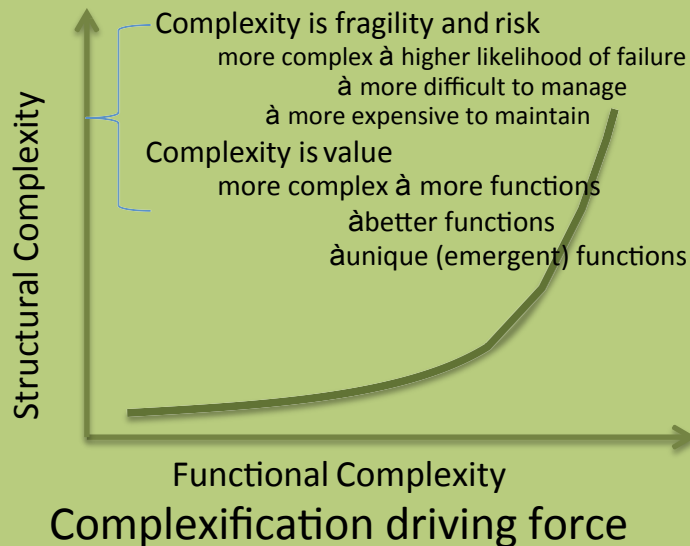 Complexity is fragility and risk
more complex à higher likelihood of failure
à more difficult to manage
à more expensive to maintain
Complexity is value
more complex à more functions
àbetter functions
àunique (emergent) functions
Structural Complexity
Functional Complexity
Complexification driving force